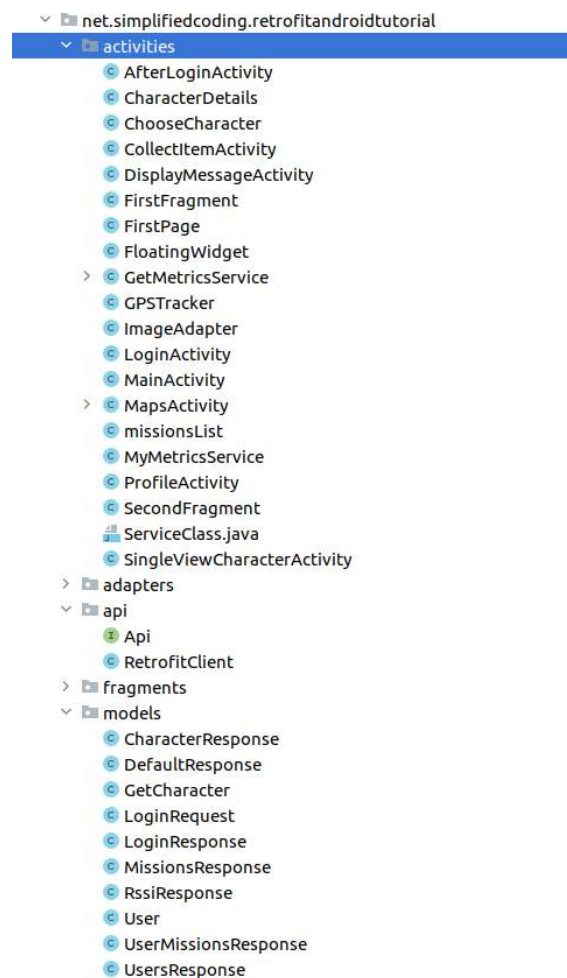 net.simplifiedcoding.retrofitandroidtutorial
activities
AfterLoginActivity
CharacterDetails
ChooseCharacter
CollectItemActivity
DisplayMessageActivity
FirstFragment
FirstPage
FloatingWidget
GetMetricsService
GPSTracker
ImageAdapter
LoginActivity
MainActivity
MapsActivity
missionsList
MyMetricsService
ProfileActivity
SecondFragment
ServiceClass.java
SingleViewCharacterActivity
adapters
api
Api
RetrofitClient
fragments
models
CharacterResponse
DefaultResponse
GetCharacter
LoginRequest
LoginResponse
MissionsResponse
RssiResponse
User
UserMissionsResponse
UsersResponse